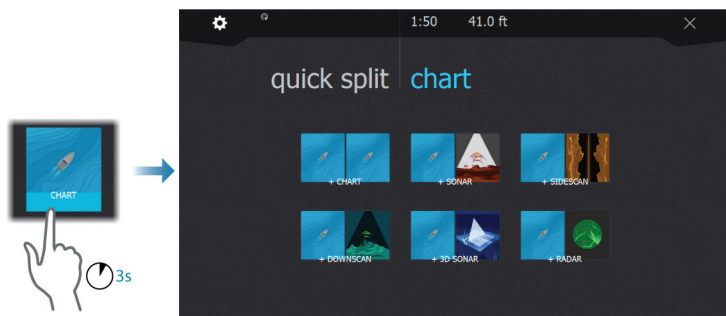 1:50 41.0 ft
quick split chart
CHART
3s
+ CHART
+ SONAR
+ SIDESCAN
+ DOWNSCAN
+ 3D SONAR
+ RADAR